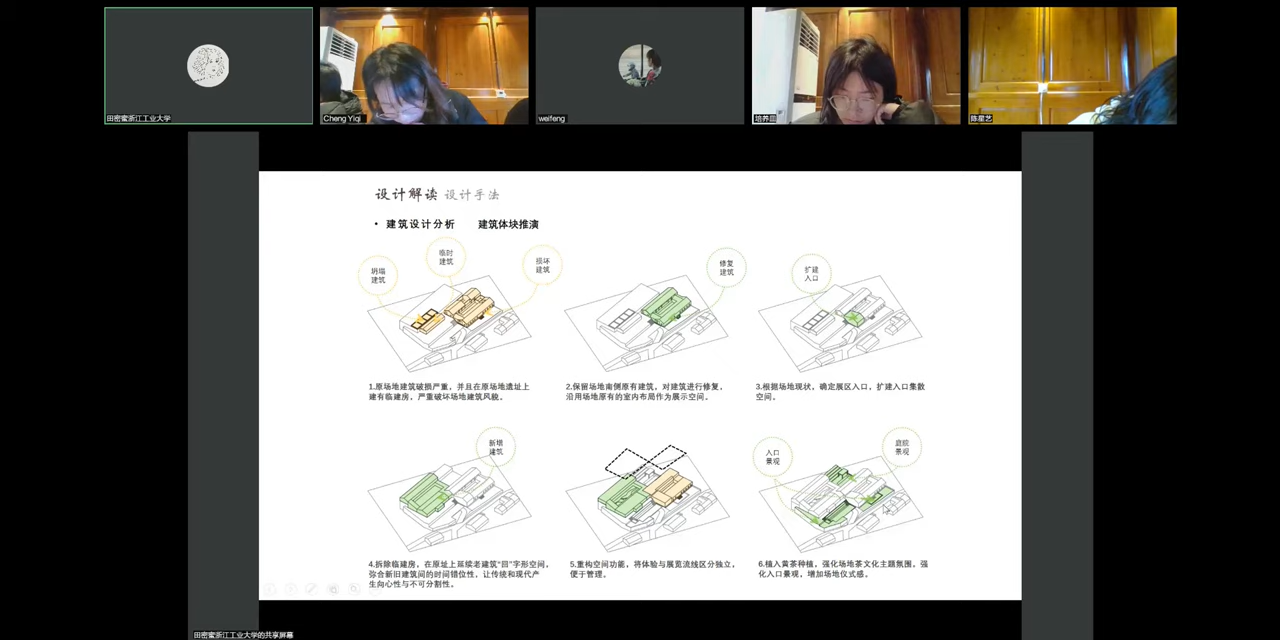 田密蜜浙江工业大学
Cheng Yiqi
weifeng
培养皿
陈星艺
设计解读 设计手法
• 建筑设计分析 建筑体块推演
坍塌
建筑
临时
建筑
损坏
建筑
修复
建筑
扩建
入口
1.原场地建筑破损严重，并且在原场地遗址上
建有临建房，严重破坏场地建筑风貌。
2.保留场地南侧原有建筑，对建筑进行修复，
沿用场地原有的室内布局作为展示空间。
3.根据场地现状，确定展区入口，扩建入口集散
空间。
新增
建筑
入口
景观
庭院
景观
4.拆除临建房，在原址上延续老建筑"回"字形空间，
弥合新旧建筑间的时间错位性，让传统和现代产
生向心性与不可分割性。
5.重构空间功能，将体验与展览流线区分独立，
便于管理。
6.植入黄茶种植，强化场地茶文化主题氛围，强
化入口景观，增加场地仪式感。
田密蜜浙江工业大学的共享屏幕